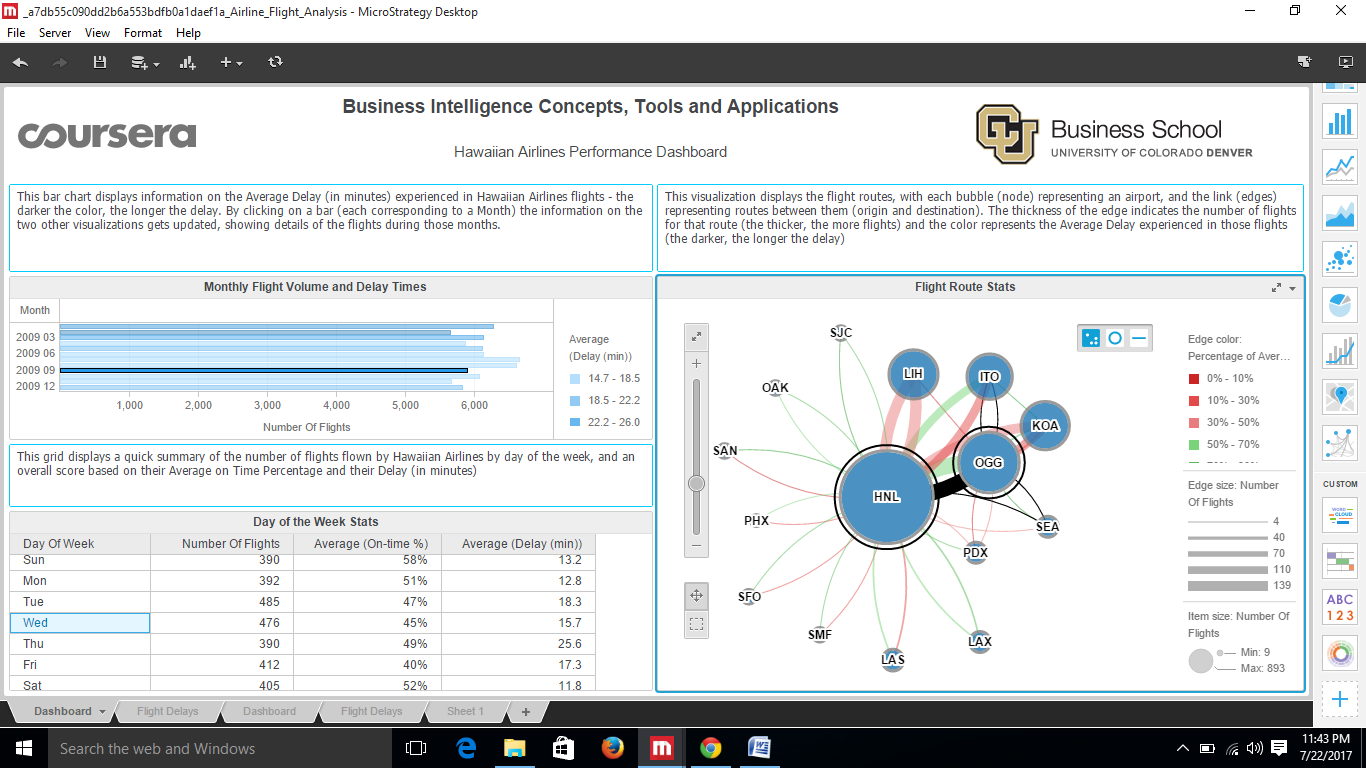 _a7db55c090dd2b6a553bdfb0a1daef1a_Airline_Flight_Analysis - MicroStrategy Desktop
File Server View Format Help
Business Intelligence Concepts, Tools and Applications
coursera
Hawaiian Airlines Performance Dashboard
CU
Business School
UNIVERSITY OF COLORADO DENVER
This bar chart displays information on the Average Delay (in minutes) experienced in Hawaiian Airlines flights - the
darker the color, the longer the delay. By clicking on a bar (each corresponding to a Month) the information on the
two other visualizations gets updated, showing details of the flights during those months.
This visualization displays the flight routes, with each bubble (node) representing an airport, and the link (edges)
representing routes between them (origin and destination). The thickness of the edge indicates the number of flights
for that route (the thicker, the more flights) and the color represents the Average Delay experienced in those flights
(the darker, the longer the delay)
Monthly Flight Volume and Delay Times
Month
2009 03
2009 06
2009 09
2009 12
1,000 2,000 3,000 4,000 5,000 6,000
Number Of Flights
Average
(Delay (min))
14.7 - 18.5
18.5 - 22.2
22.2 - 26.0
This grid displays a quick summary of the number of flights flown by Hawaiian Airlines by day of the week, and an
overall score based on their Average on Time Percentage and their Delay (in minutes)
Day of the Week Stats
Day Of Week Number Of Flights Average (On-time %) Average (Delay (min))
Sun 390 58% 13.2
Mon 392 51% 12.8
Tue 485 47% 18.3
Wed 476 45% 15.7
Thu 390 49% 25.6
Fri 412 40% 17.3
Sat 405 52% 11.8
Flight Route Stats
SJC
LIH
ITO
OAK
KOA
SAN
OGG
HNL
PHX
SEA
PDX
SFO
SMF
LAX
LAS
Edge color:
Percentage of Aver...
0% - 10%
10% - 30%
30% - 50%
50% - 70%
Edge size: Number
Of Flights
4
40
70
110
139
Item size: Number Of
Flights
Min: 9
Max: 893
CUSTOM
WORD
CLOUD
ABC
123
Dashboard Flight Delays Dashboard Flight Delays Sheet 1
Search the web and Windows
11:43 PM
7/22/2017